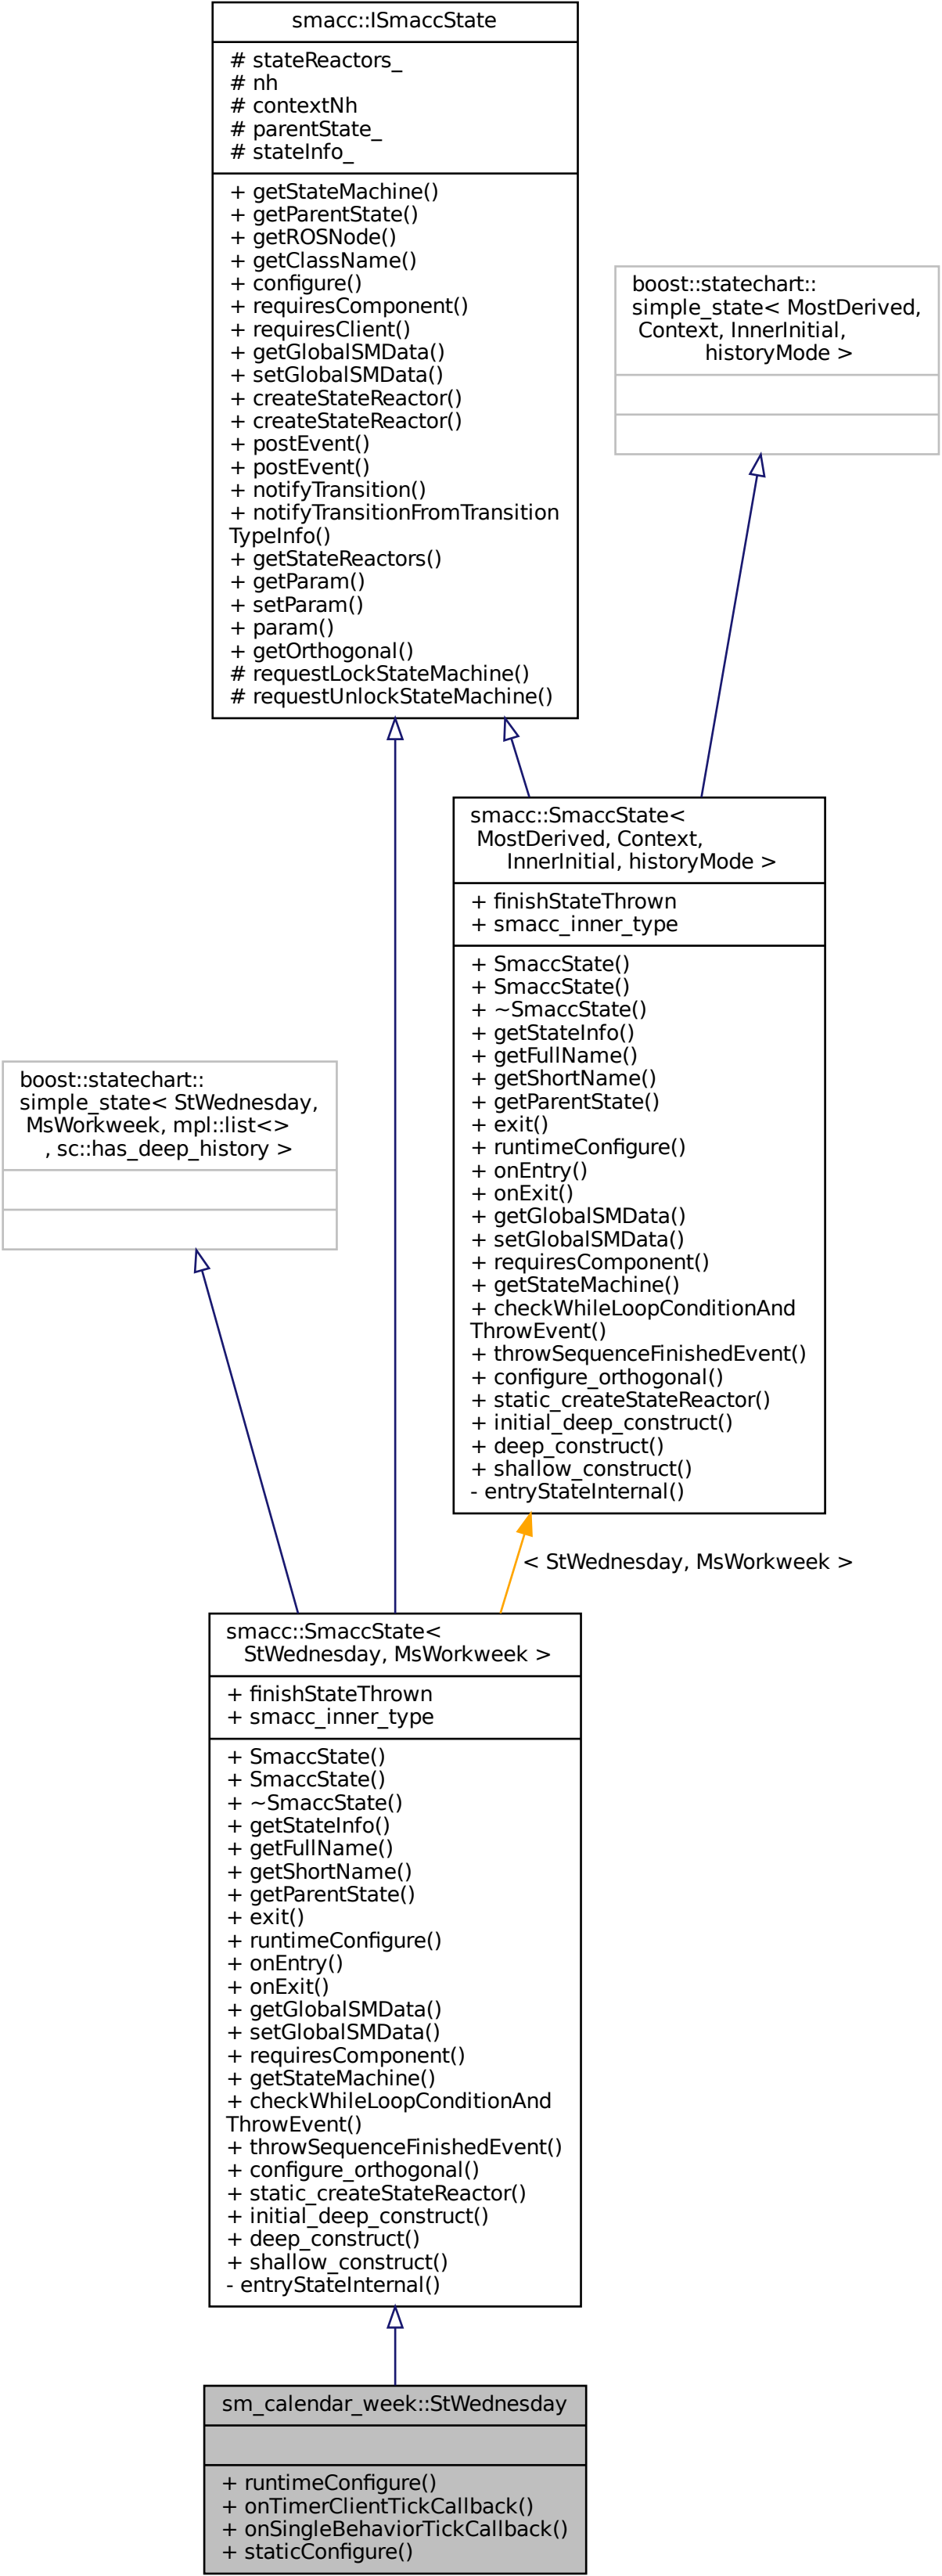 smacc::ISmaccState
# stateReactors_
# nh
# contextNh
# parentState_
# stateInfo_
+ getStateMachine()
+ getParentState()
+ getROSNode()
+ getClassName()
+ configure()
+ requiresComponent()
+ requiresClient()
+ getGlobalSMData()
+ setGlobalSMData()
+ createStateReactor()
+ createStateReactor()
+ postEvent()
+ postEvent()
+ notifyTransition()
+ notifyTransitionFromTransition
TypeInfo()
+ getStateReactors()
+ getParam()
+ setParam()
+ param()
+ getOrthogonal()
# requestLockStateMachine()
# requestUnlockStateMachine()
boost::statechart::
simple_state< MostDerived,
Context, InnerInitial,
historyMode >
smacc::SmaccState<
MostDerived, Context,
InnerInitial, historyMode >
+ finishStateThrown
+ smacc_inner_type
+ SmaccState()
+ SmaccState()
+ ~SmaccState()
+ getStateInfo()
+ getFullName()
+ getShortName()
+ getParentState()
+ exit()
+ runtimeConfigure()
+ onEntry()
+ onExit()
+ getGlobalSMData()
+ setGlobalSMData()
+ requiresComponent()
+ getStateMachine()
+ checkWhileLoopConditionAnd
ThrowEvent()
+ throwSequenceFinishedEvent()
+ configure_orthogonal()
+ static_createStateReactor()
+ initial_deep_construct()
+ deep_construct()
+ shallow_construct()
- entryStateInternal()
boost::statechart::
simple_state< StWednesday,
MsWorkweek, mpl::list<>
, sc::has_deep_history >
< StWednesday, MsWorkweek >
smacc::SmaccState<
StWednesday, MsWorkweek >
+ finishStateThrown
+ smacc_inner_type
+ SmaccState()
+ SmaccState()
+ ~SmaccState()
+ getStateInfo()
+ getFullName()
+ getShortName()
+ getParentState()
+ exit()
+ runtimeConfigure()
+ onEntry()
+ onExit()
+ getGlobalSMData()
+ setGlobalSMData()
+ requiresComponent()
+ getStateMachine()
+ checkWhileLoopConditionAnd
ThrowEvent()
+ throwSequenceFinishedEvent()
+ configure_orthogonal()
+ static_createStateReactor()
+ initial_deep_construct()
+ deep_construct()
+ shallow_construct()
- entryStateInternal()
sm_calendar_week::StWednesday
+ runtimeConfigure()
+ onTimerClientTickCallback()
+ onSingleBehaviorTickCallback()
+ staticConfigure()